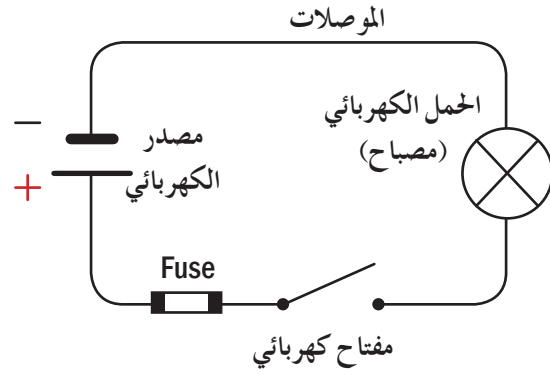 الموصلات
الحمل الكهربائي
(مصباح)
–
مصدر
+
الكهربائي
Fuse
مفتاح كهربائي